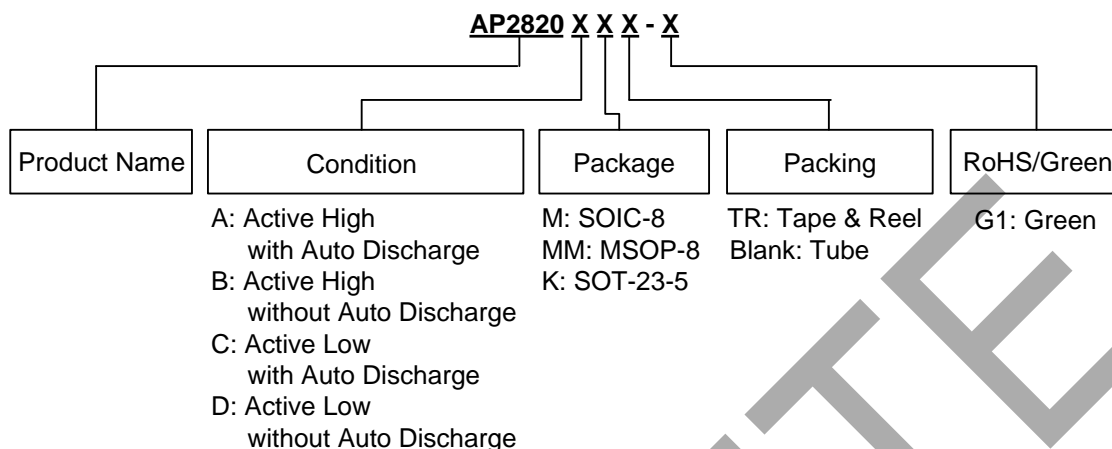 AP2820 X X X - X
Product Name
Condition
Package
Packing
RoHS/Green
A: Active High
with Auto Discharge
B: Active High
without Auto Discharge
C: Active Low
with Auto Discharge
D: Active Low
without Auto Discharge
M: SOIC-8
MM: MSOP-8
K: SOT-23-5
TR: Tape & Reel
Blank: Tube
G1: Green
TE